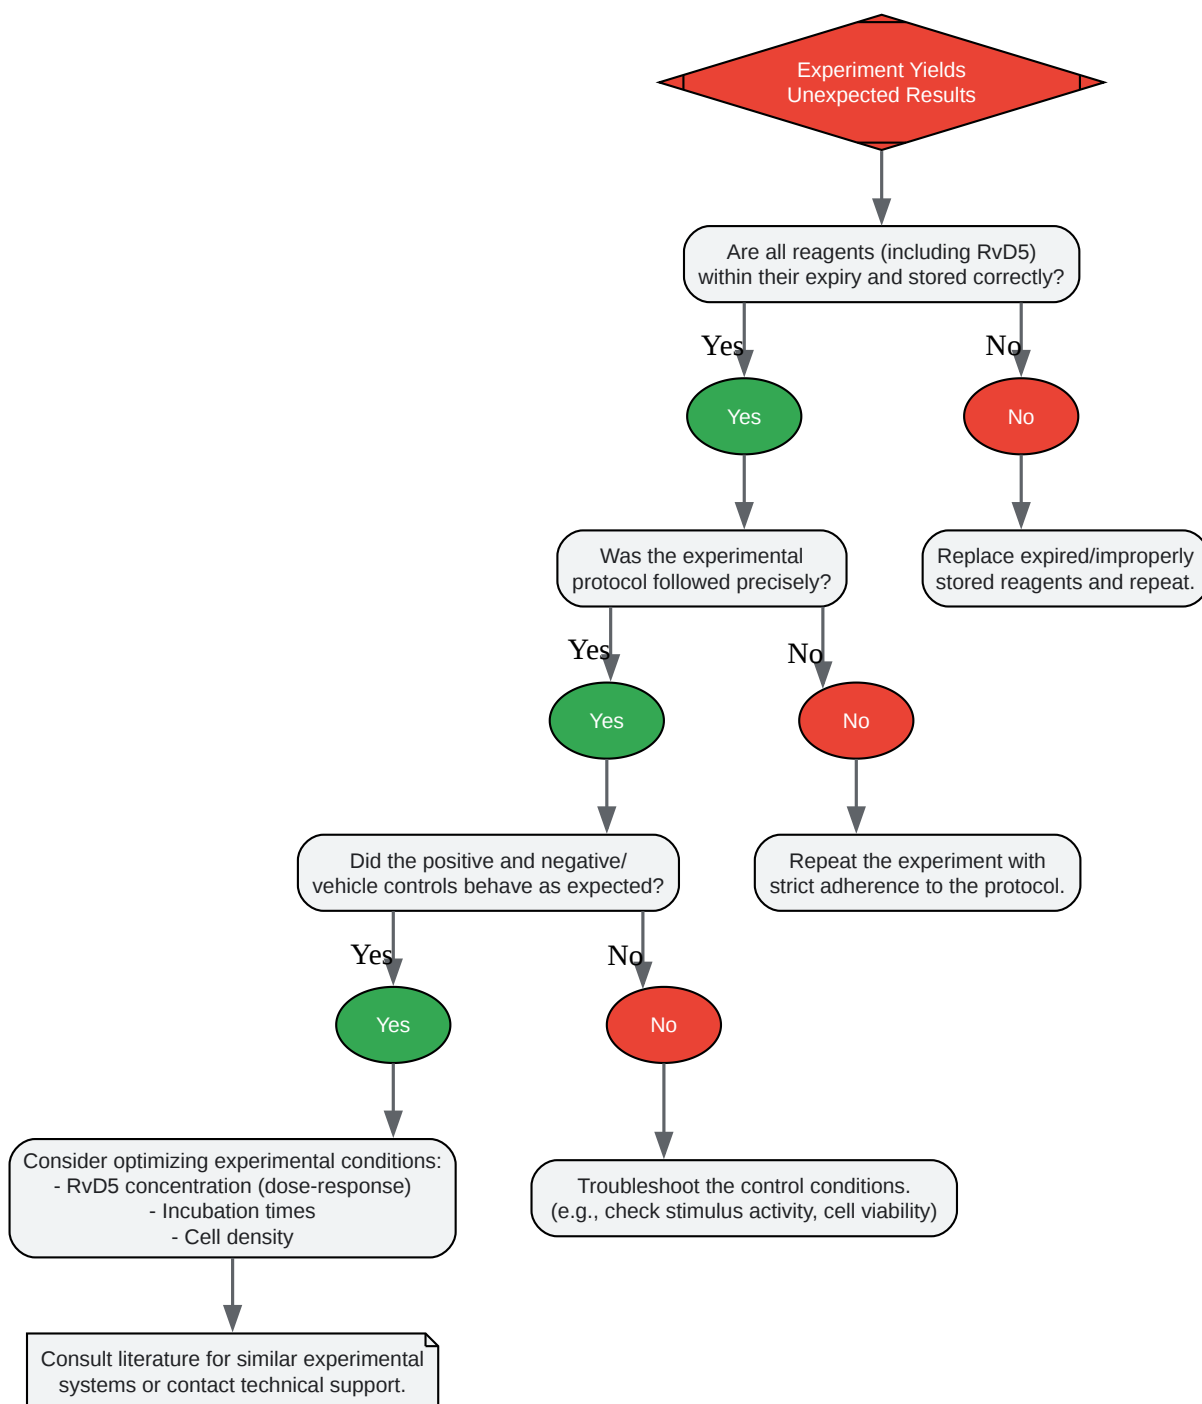 Experiment Yields
Unexpected Results
Are all reagents (including RvD5)
within their expiry and stored correctly?
Yes
No
Yes
No
Was the experimental
protocol followed precisely?
Replace expired/improperly
stored reagents and repeat.
Yes
No
Yes
No
Did the positive and negative/
vehicle controls behave as expected?
Repeat the experiment with
strict adherence to the protocol.
Yes
No
Yes
No
Consider optimizing experimental conditions:
- RvD5 concentration (dose-response)
- Incubation times
- Cell density
Troubleshoot the control conditions.
(e.g., check stimulus activity, cell viability)
Consult literature for similar experimental
systems or contact technical support.